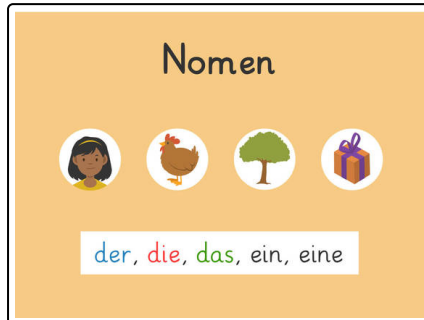 Nomen
der, die, das, ein, eine